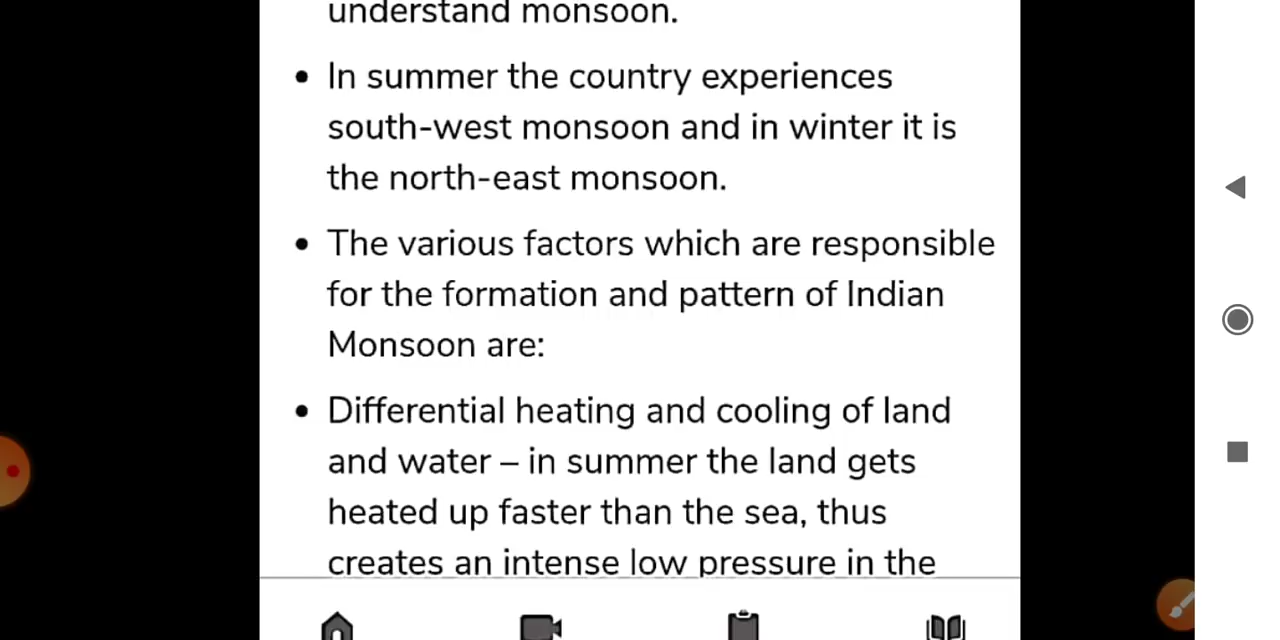 understand monsoon.
• In summer the country experiences
south-west monsoon and in winter it is
the north-east monsoon.
• The various factors which are responsible
for the formation and pattern of Indian
Monsoon are:
• Differential heating and cooling of land
and water – in summer the land gets
heated up faster than the sea, thus
creates an intense low pressure in the